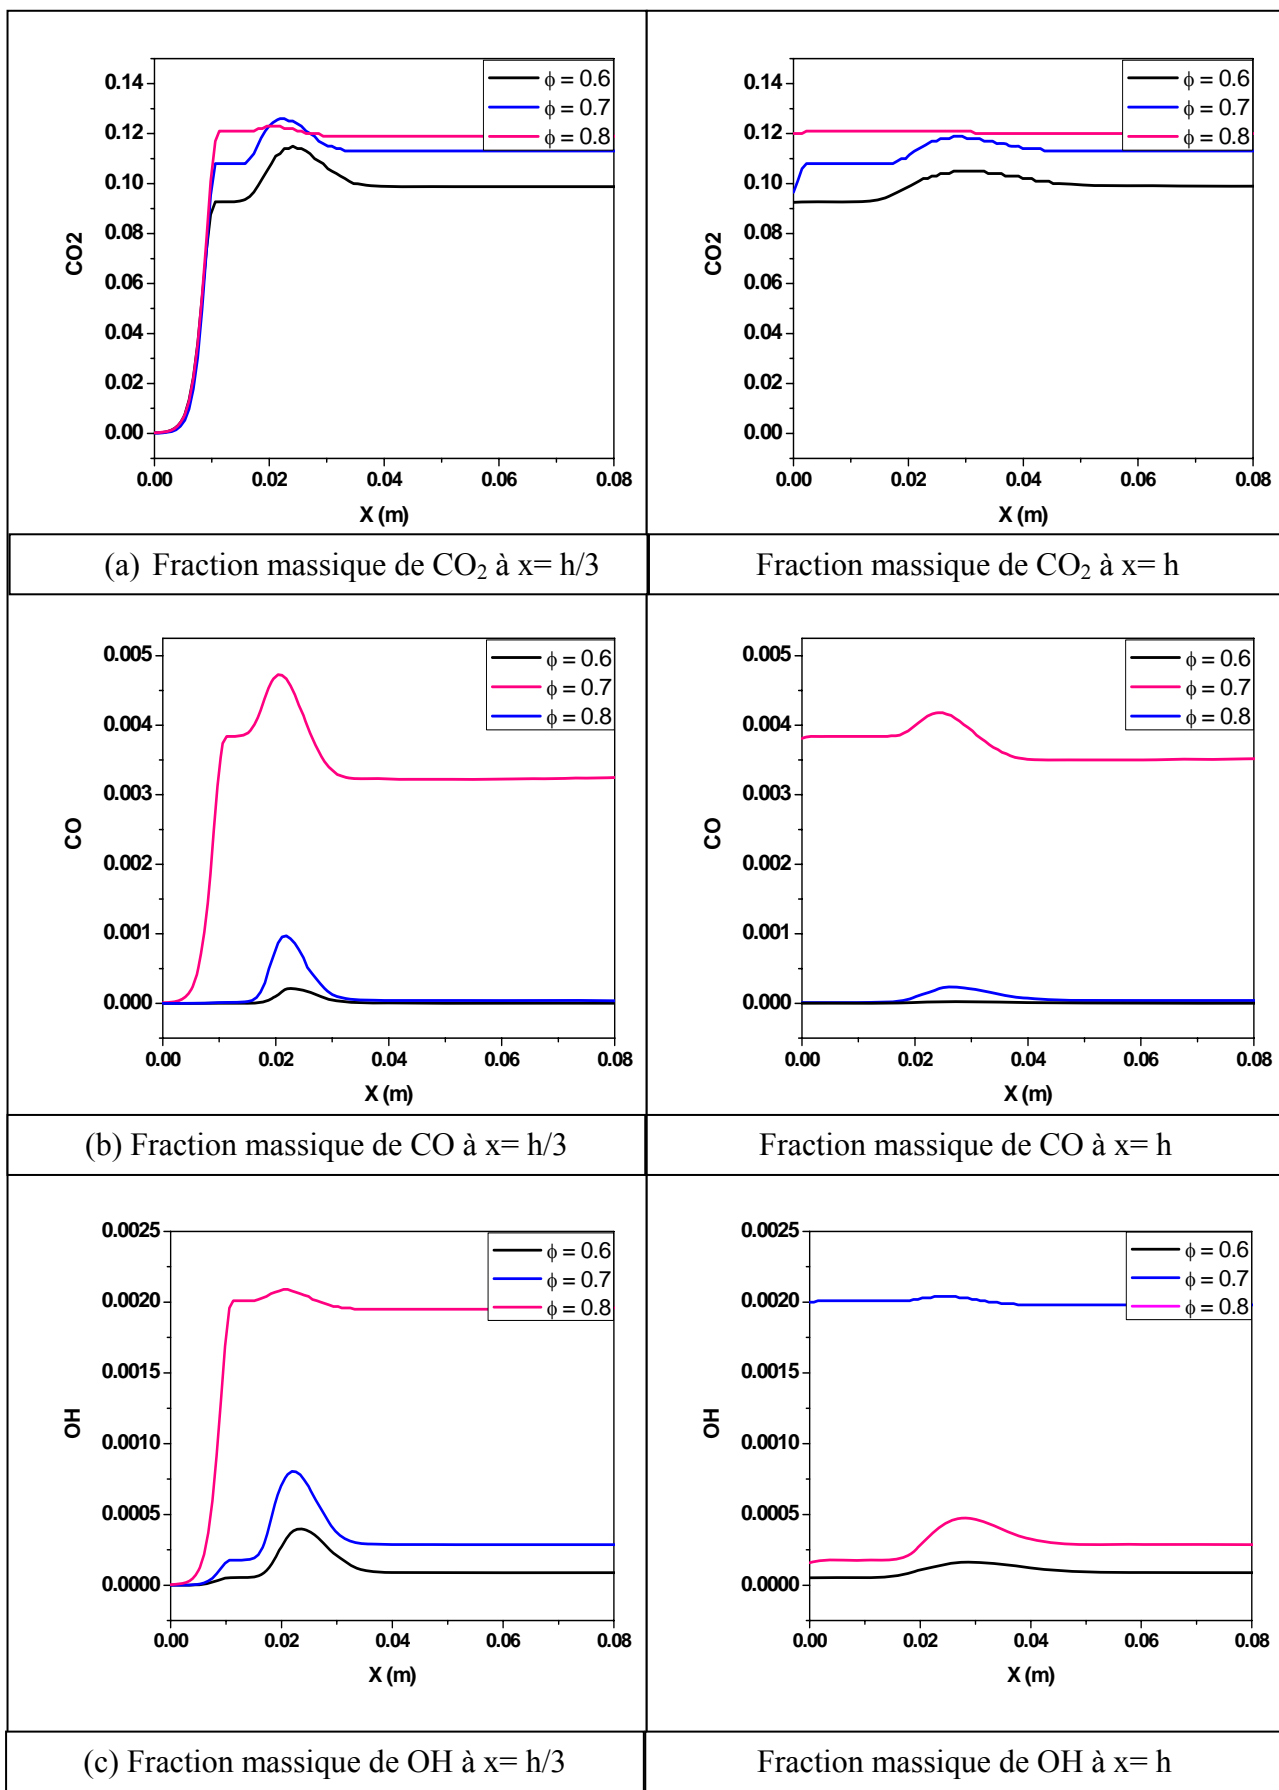 0.14
0.12
0.10
0.08
0.06
0.04
0.02
0.00
CO2
0.00 0.02 0.04 0.06 0.08
X (m)
ϕ = 0.6
ϕ = 0.7
ϕ = 0.8
0.14
0.12
0.10
0.08
0.06
0.04
0.02
0.00
CO2
0.00 0.02 0.04 0.06 0.08
X (m)
ϕ = 0.6
ϕ = 0.7
ϕ = 0.8
(a) Fraction massique de CO₂ à x= h/3
Fraction massique de CO₂ à x= h
0.005
0.004
0.003
0.002
0.001
0.000
CO
0.00 0.02 0.04 0.06 0.08
X (m)
ϕ = 0.6
ϕ = 0.7
ϕ = 0.8
0.005
0.004
0.003
0.002
0.001
0.000
CO
0.00 0.02 0.04 0.06 0.08
X (m)
ϕ = 0.6
ϕ = 0.7
ϕ = 0.8
(b) Fraction massique de CO à x= h/3
Fraction massique de CO à x= h
0.0025
0.0020
0.0015
0.0010
0.0005
0.0000
OH
0.00 0.02 0.04 0.06 0.08
X (m)
ϕ = 0.6
ϕ = 0.7
ϕ = 0.8
0.0025
0.0020
0.0015
0.0010
0.0005
0.0000
OH
0.00 0.02 0.04 0.06 0.08
X (m)
ϕ = 0.6
ϕ = 0.7
ϕ = 0.8
(c) Fraction massique de OH à x= h/3
Fraction massique de OH à x= h